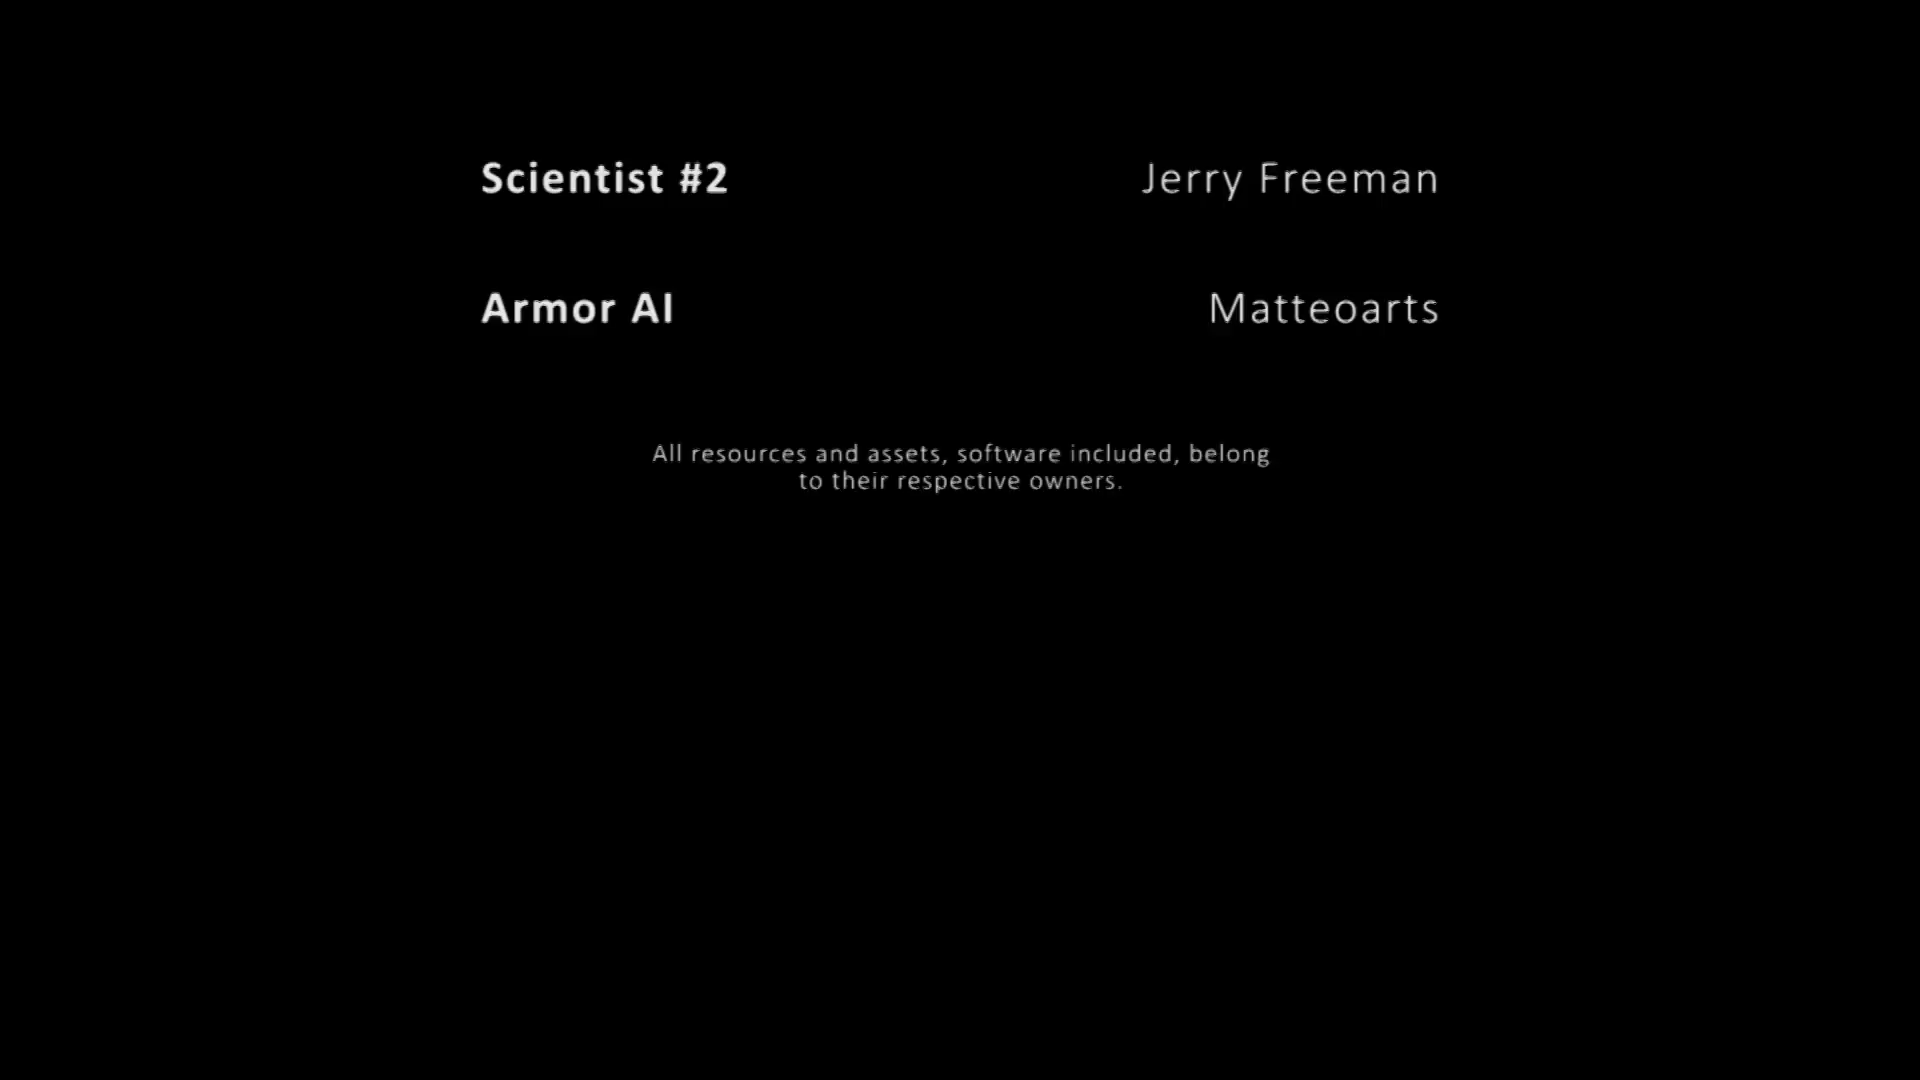 Scientist #2 Jerry Freeman
Armor AI Matteoarts
All resources and assets, software included, belong
to their respective owners.